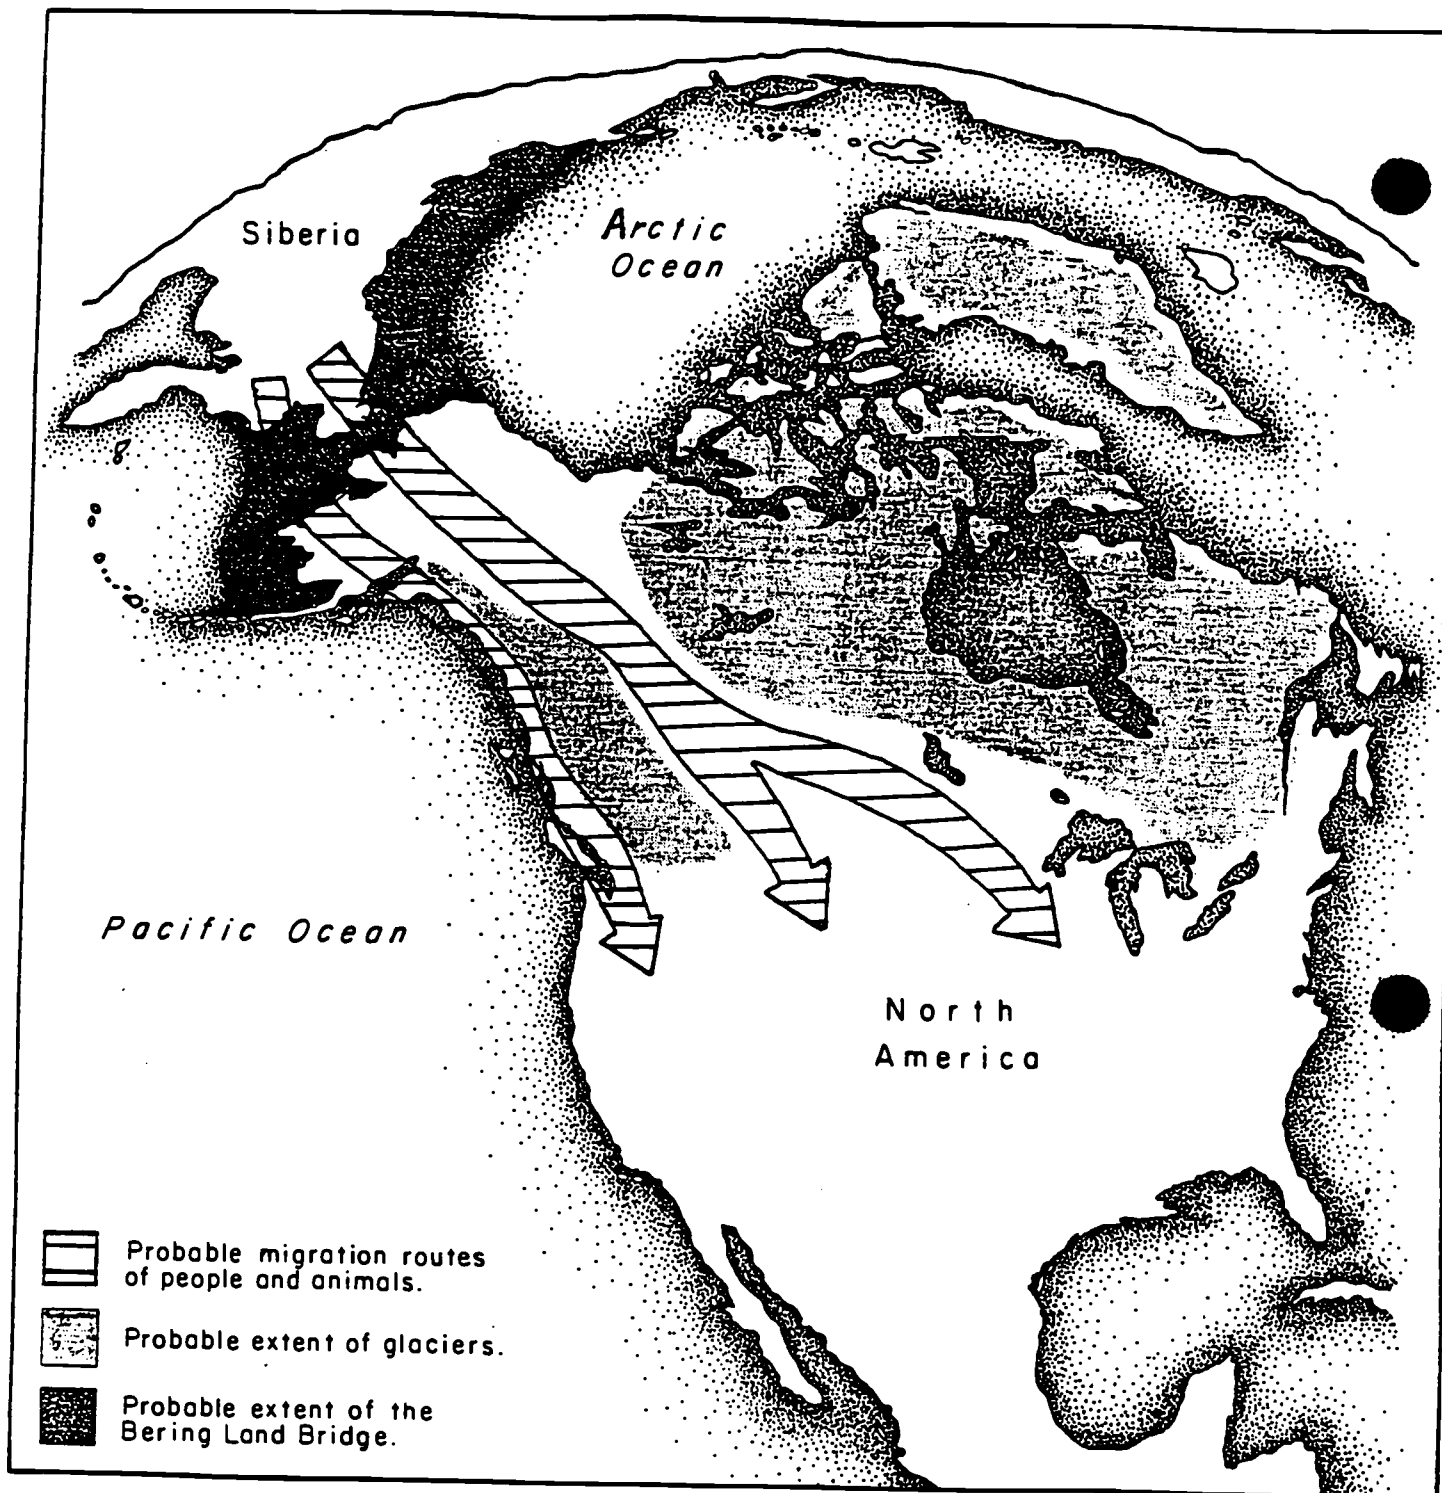 Siberia
Arctic
Ocean
Pacific Ocean
North
America
Probable migration routes
of people and animals.
Probable extent of glaciers.
Probable extent of the
Bering Land Bridge.